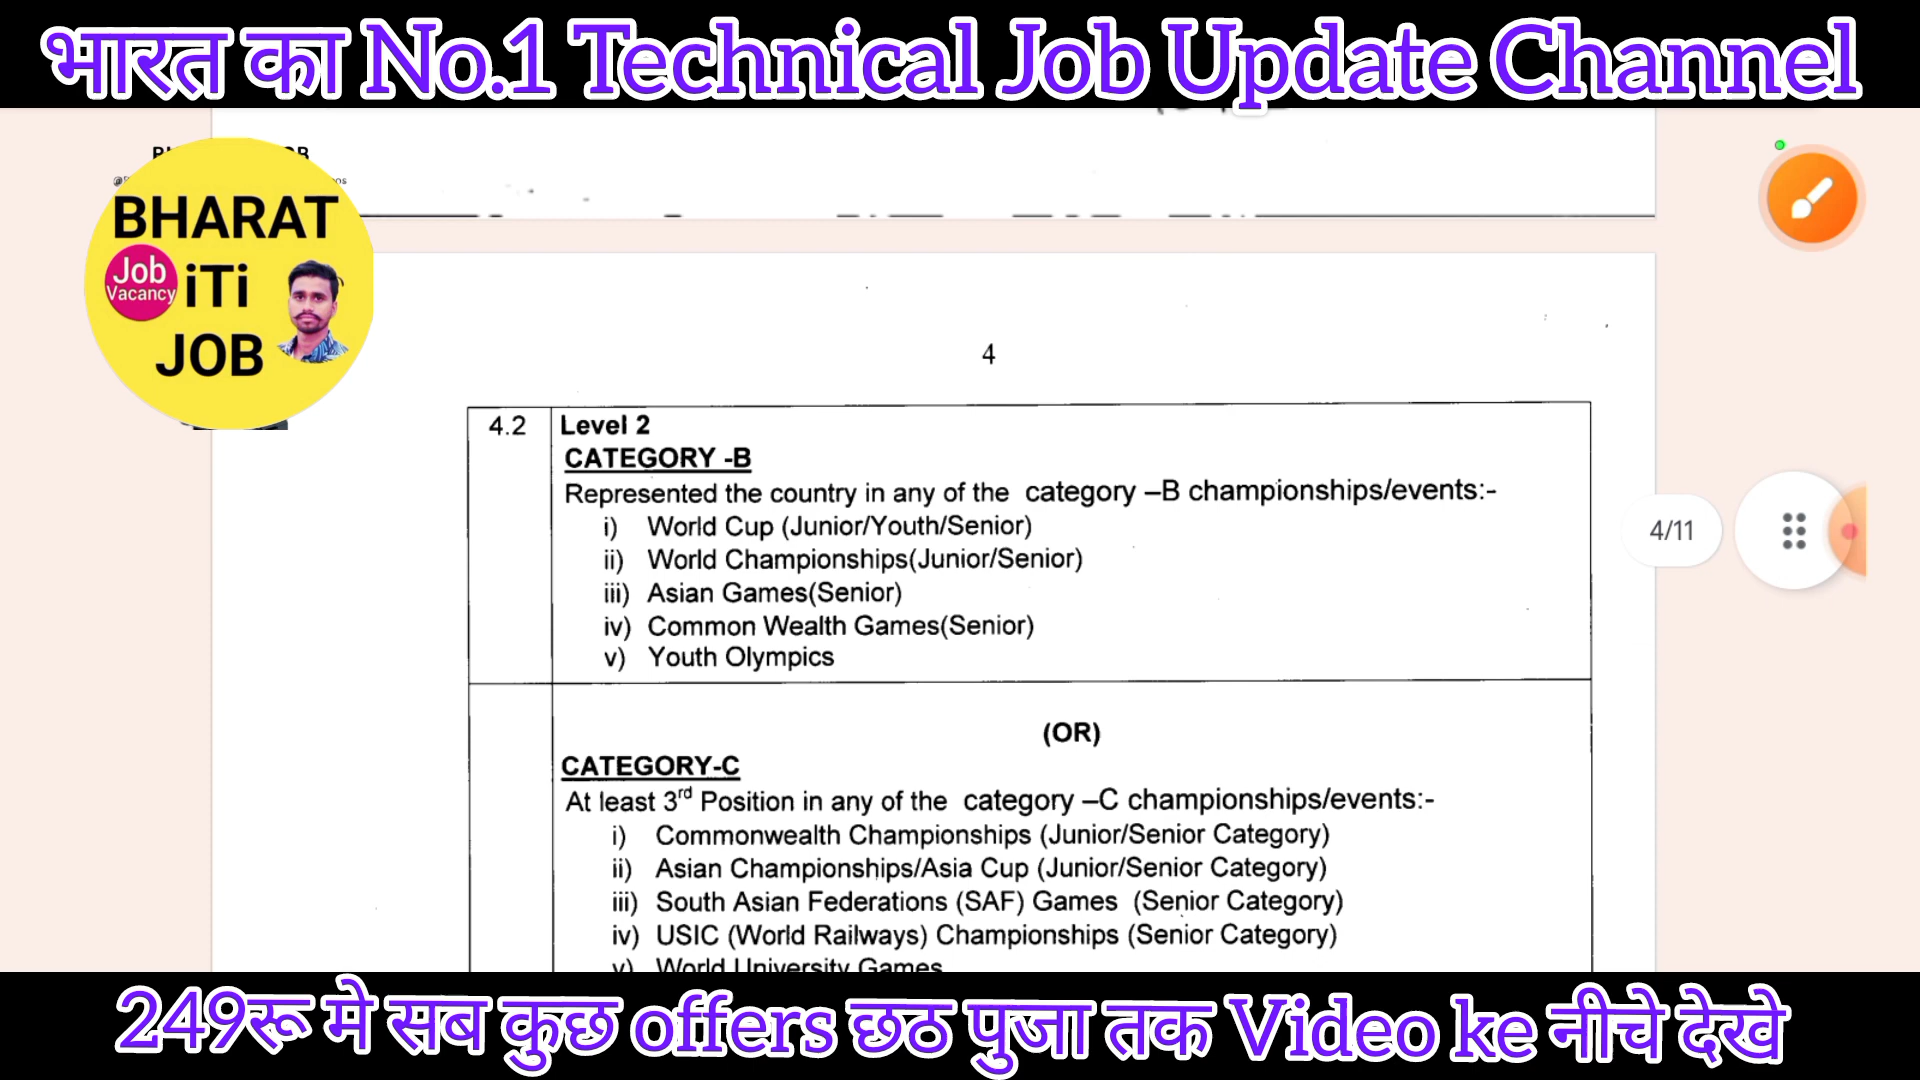 भारत का No.1 Technical Job Update Channel
BHARAT
Job
Vacancy
iTi
JOB
4
4.2 Level 2
CATEGORY -B
Represented the country in any of the category –B championships/events:-
i) World Cup (Junior/Youth/Senior)
ii) World Championships(Junior/Senior)
iii) Asian Games(Senior)
iv) Common Wealth Games(Senior)
v) Youth Olympics
4/11
(OR)
CATEGORY-C
At least 3rd Position in any of the category –C championships/events:-
i) Commonwealth Championships (Junior/Senior Category)
ii) Asian Championships/Asia Cup (Junior/Senior Category)
iii) South Asian Federations (SAF) Games (Senior Category)
iv) USIC (World Railways) Championships (Senior Category)
v) World University Games
249रू मे सब कुछ offers छठ पुजा तक Video ke नीचे देखे